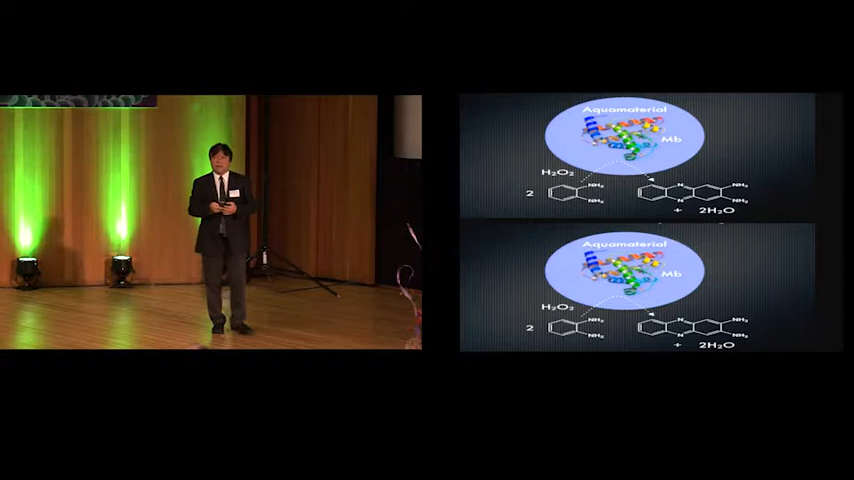 Aquamaterial
Mb
H₂O₂
2
NH₂
NH₂
N
N
NH₂
NH₂
+ 2H₂O
Aquamaterial
Mb
H₂O₂
2
NH₂
NH₂
N
N
NH₂
NH₂
+ 2H₂O